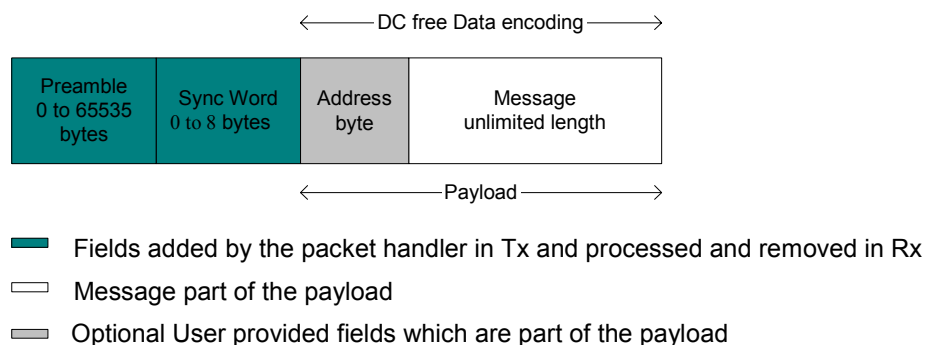 DC free Data encoding
Preamble
0 to 65535
bytes
Sync Word
0 to 8 bytes
Address
byte
Message
unlimited length
Payload
Fields added by the packet handler in Tx and processed and removed in Rx
Message part of the payload
Optional User provided fields which are part of the payload